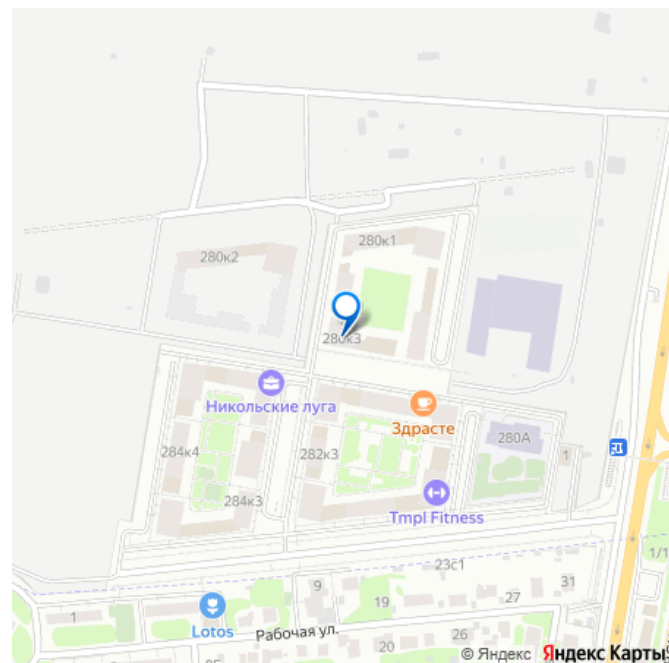 280к1
280к2
280к3
Никольские луга
Здрасте
280А
1
284к4
282к3
284к3
Tmpl Fitness
23с1
1/1
9
31
1
19
27
Lotos
Рабочая ул.
26
20
© Яндекс Яндекс Карты